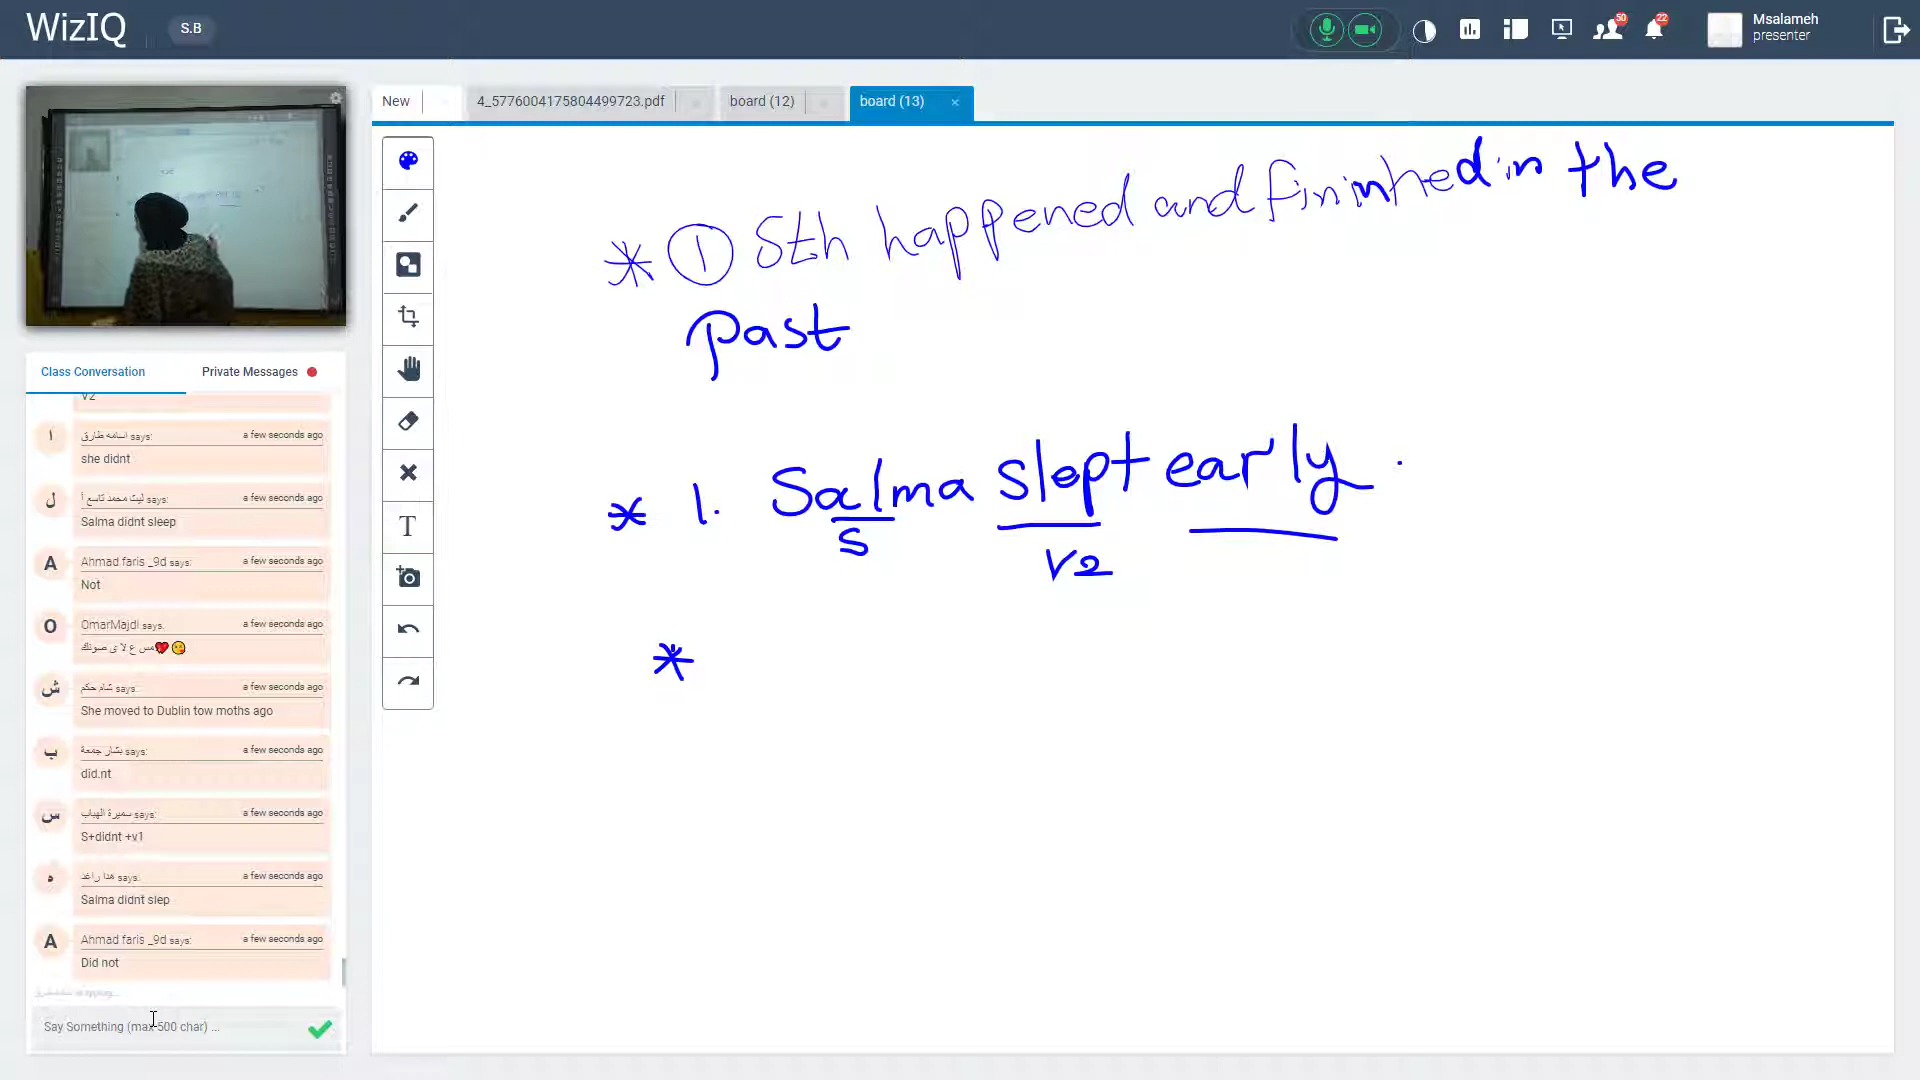 WizIQ
S.B
50
22
Msalameh
presenter
New
4_5776004175804499723.pdf
board (12)
board (13)
* 1 Sth happened and fininhed in the
past
* 1. Salma slept early .
S
V2
*
T
Class Conversation
Private Messages
V2
اسامه طارق says:
a few seconds ago
she didnt
ليث محمد تاسع أ says:
a few seconds ago
Salma didnt sleep
Ahmad faris _9d says:
a few seconds ago
Not
OmarMajdi says:
a few seconds ago
شام حكم says:
a few seconds ago
She moved to Dublin tow moths ago
بشار جمعة says:
a few seconds ago
did.nt
سميرة الهباب says:
a few seconds ago
S+didnt +v1
هنا راغد says:
a few seconds ago
Salma didnt slep
Ahmad faris _9d says:
a few seconds ago
Did not
Say Something (max 500 char) ...